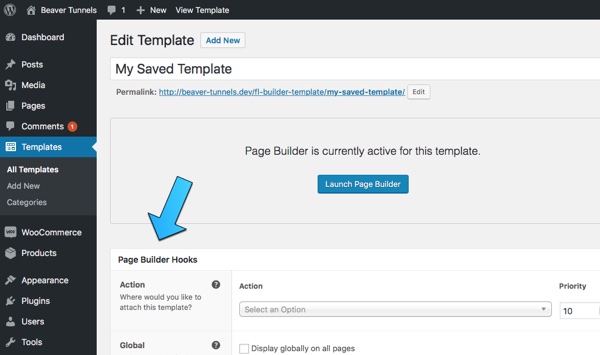 Beaver Tunnels 1 + New View Template
Dashboard
Posts
Media
Pages
Comments 1
Templates
All Templates
Add New
Categories
WOO WooCommerce
Products
Appearance
Plugins
Users
Tools
Edit Template Add New
My Saved Template
Permalink: http://beaver-tunnels.dev/fl-builder-template/my-saved-template/ Edit
Page Builder is currently active for this template.
Launch Page Builder
Page Builder Hooks
Action ?
Where would you like to
attach this template?
Action Priority
Select an Option 10
Global ?
Display globally on all pages